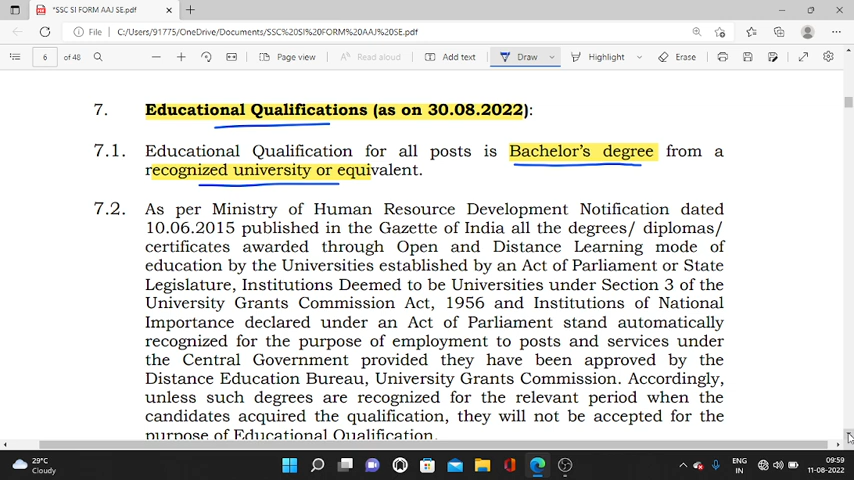 *SSC SI FORM AAJ SE.pdf
File
C:/Users/91775/OneDrive/Documents/SSC%20SI%20FORM%20AAJ%20SE.pdf
6 of 48
Page view
Read aloud
Add text
Draw
Highlight
Erase
7. Educational Qualifications (as on 30.08.2022):
7.1. Educational Qualification for all posts is Bachelor's degree from a
recognized university or equivalent.
7.2. As per Ministry of Human Resource Development Notification dated
10.06.2015 published in the Gazette of India all the degrees/ diplomas/
certificates awarded through Open and Distance Learning mode of
education by the Universities established by an Act of Parliament or State
Legislature, Institutions Deemed to be Universities under Section 3 of the
University Grants Commission Act, 1956 and Institutions of National
Importance declared under an Act of Parliament stand automatically
recognized for the purpose of employment to posts and services under
the Central Government provided they have been approved by the
Distance Education Bureau, University Grants Commission. Accordingly,
unless such degrees are recognized for the relevant period when the
candidates acquired the qualification, they will not be accepted for the
purpose of Educational Qualification.
29°C
Cloudy
ENG
IN
09:59
11-08-2022